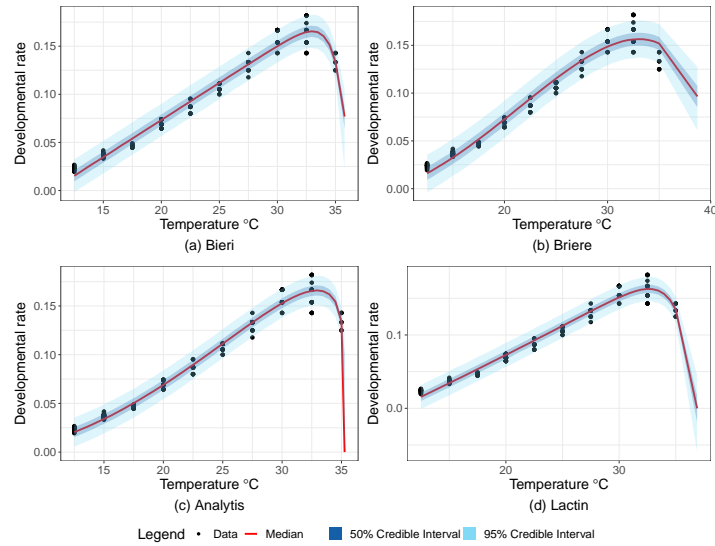 Developmental rate
0.15
0.10
0.05
0.00
15
20
25
30
35
Temperature °C
(a) Bieri
Developmental rate
0.15
0.10
0.05
0.00
20
30
40
Temperature °C
(b) Briere
Developmental rate
0.15
0.10
0.05
0.00
15
20
25
30
35
Temperature °C
(c) Analytis
Developmental rate
0.1
0.0
20
30
Temperature °C
(d) Lactin
Legend Data Median 50% Credible Interval 95% Credible Interval